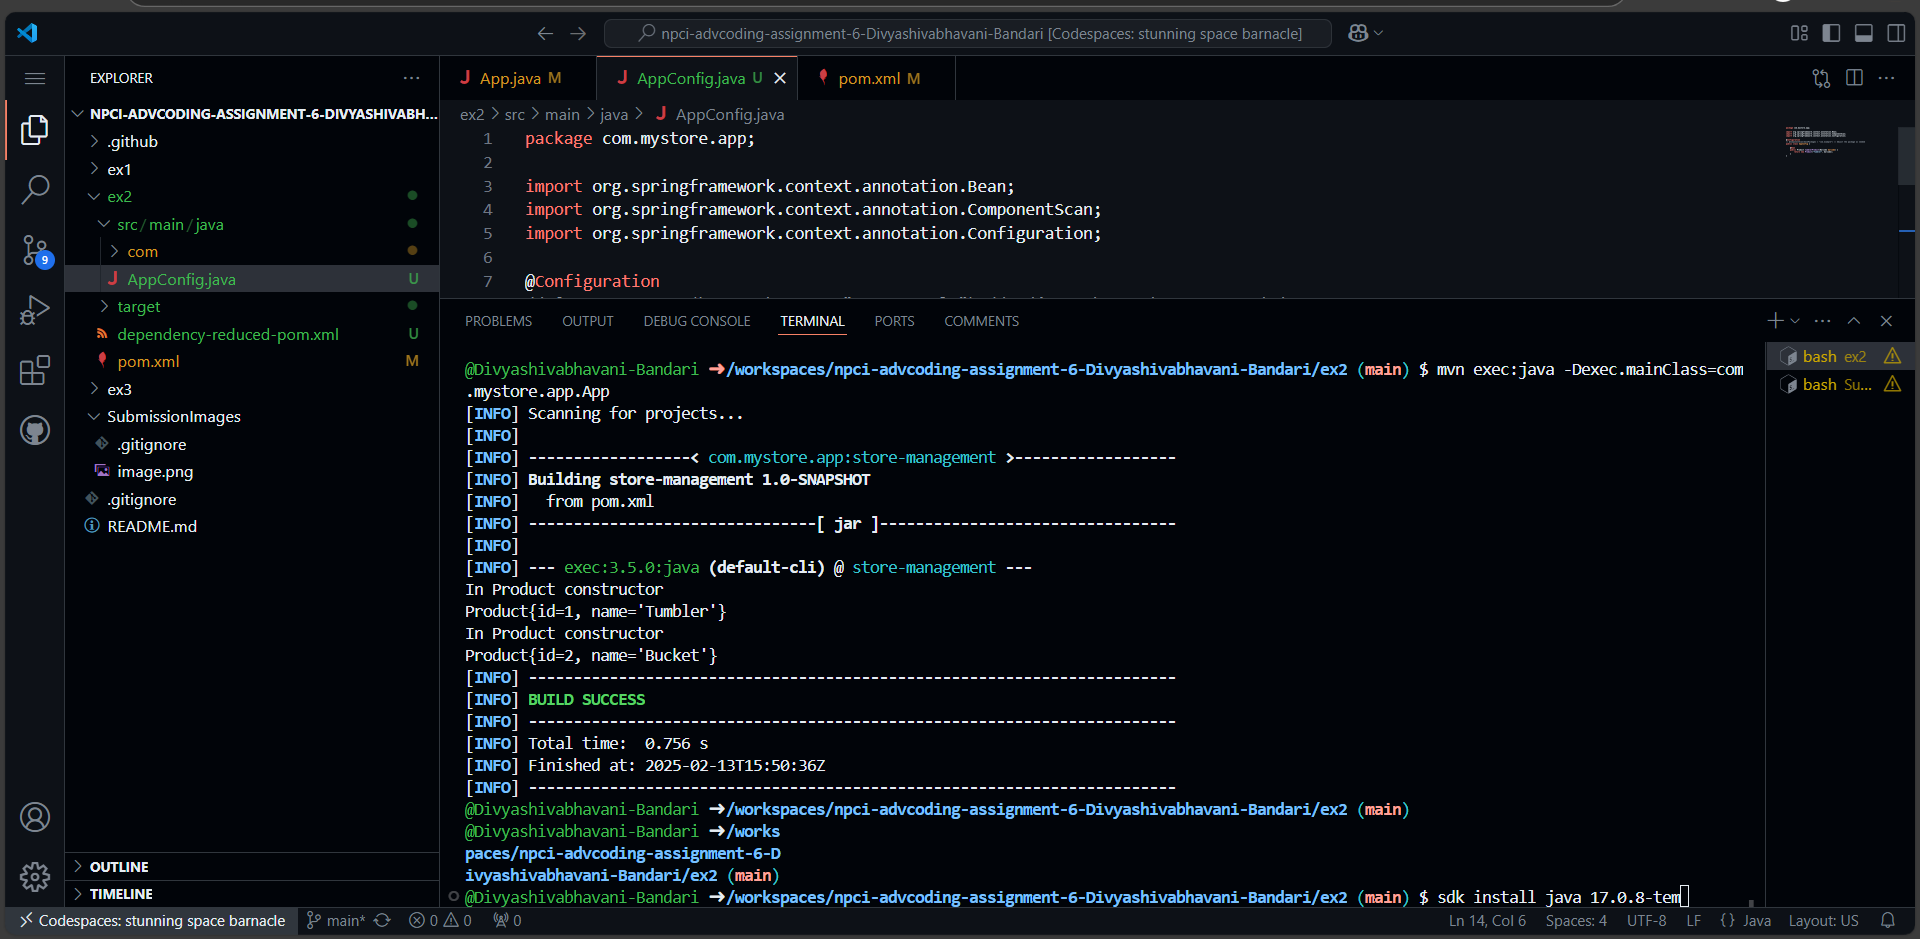 npci-advcoding-assignment-6-Divyashivabhavani-Bandari [Codespaces: stunning space barnacle]
EXPLORER
NPCI-ADVCODING-ASSIGNMENT-6-DIVYASHIVABH...
.github
ex1
ex2
src/main/java
com
AppConfig.java U
target
dependency-reduced-pom.xml U
pom.xml M
ex3
SubmissionImages
.gitignore
image.png
.gitignore
README.md
OUTLINE
TIMELINE
9
App.java M
AppConfig.java U
pom.xml M
ex2 > src > main > java > AppConfig.java
1 package com.mystore.app;
2
3 import org.springframework.context.annotation.Bean;
4 import org.springframework.context.annotation.ComponentScan;
5 import org.springframework.context.annotation.Configuration;
6
7 @Configuration
PROBLEMS OUTPUT DEBUG CONSOLE TERMINAL PORTS COMMENTS
bash ex2
bash Su...
@Divyashivabhavani-Bandari ➜/workspaces/npci-advcoding-assignment-6-Divyashivabhavani-Bandari/ex2 (main) $ mvn exec:java -Dexec.mainClass=com
.mystore.app.App
[INFO] Scanning for projects...
[INFO]
[INFO] ------------------< com.mystore.app:store-management >------------------
[INFO] Building store-management 1.0-SNAPSHOT
[INFO]   from pom.xml
[INFO] --------------------------------[ jar ]---------------------------------
[INFO]
[INFO] --- exec:3.5.0:java (default-cli) @ store-management ---
In Product constructor
Product{id=1, name='Tumbler'}
In Product constructor
Product{id=2, name='Bucket'}
[INFO] ------------------------------------------------------------------------
[INFO] BUILD SUCCESS
[INFO] ------------------------------------------------------------------------
[INFO] Total time:  0.756 s
[INFO] Finished at: 2025-02-13T15:50:36Z
[INFO] ------------------------------------------------------------------------
@Divyashivabhavani-Bandari ➜/workspaces/npci-advcoding-assignment-6-Divyashivabhavani-Bandari/ex2 (main)
@Divyashivabhavani-Bandari ➜/works
paces/npci-advcoding-assignment-6-D
ivyashivabhavani-Bandari/ex2 (main)
@Divyashivabhavani-Bandari ➜/workspaces/npci-advcoding-assignment-6-Divyashivabhavani-Bandari/ex2 (main) $ sdk install java 17.0.8-tem
Codespaces: stunning space barnacle main* 0 0 0 Ln 14, Col 6 Spaces: 4 UTF-8 LF {} Java Layout: US